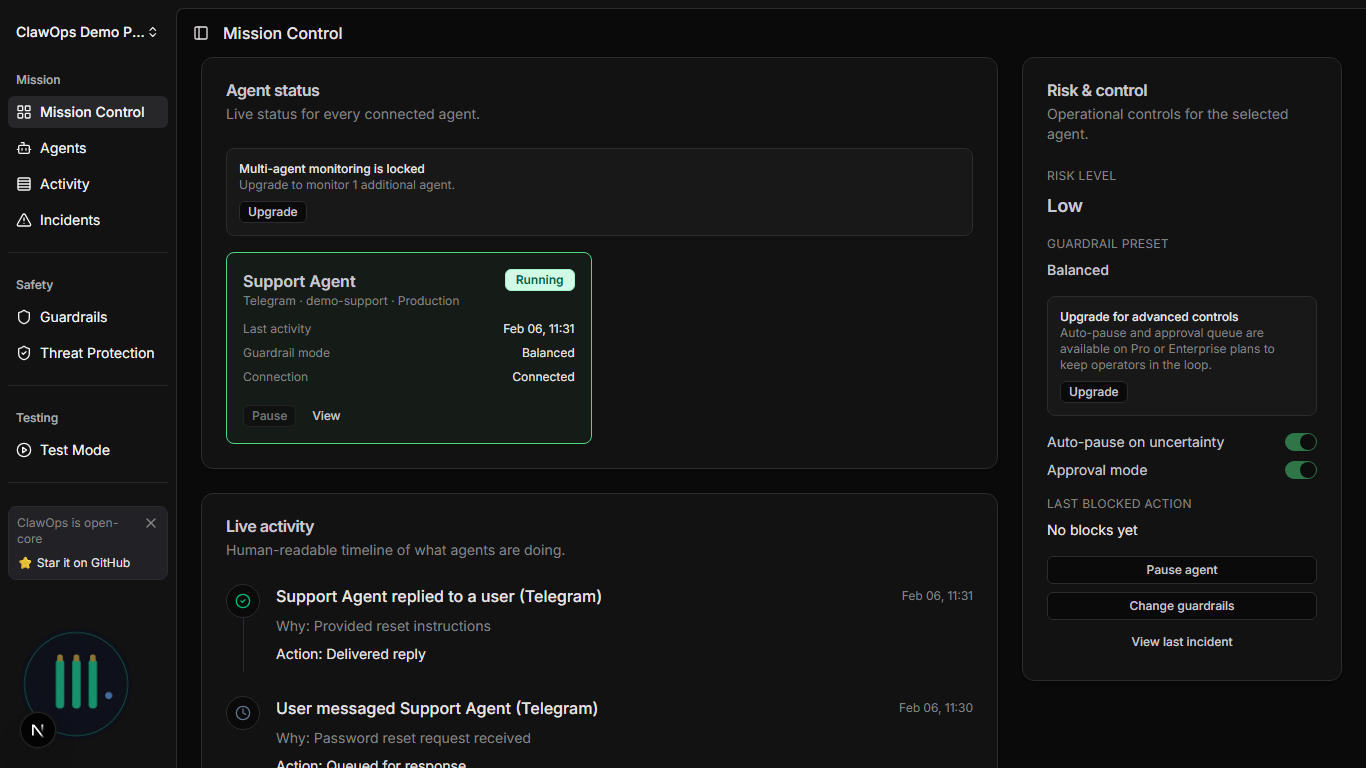 ClawOps Demo P...
Mission
Mission Control
Agents
Activity
Incidents
Safety
Guardrails
Threat Protection
Testing
Test Mode
ClawOps is open-
core
Star it on GitHub
N
Mission Control
Agent status
Live status for every connected agent.
Multi-agent monitoring is locked
Upgrade to monitor 1 additional agent.
Upgrade
Support Agent
Running
Telegram · demo-support · Production
Last activity Feb 06, 11:31
Guardrail mode Balanced
Connection Connected
Pause View
Live activity
Human-readable timeline of what agents are doing.
Support Agent replied to a user (Telegram) Feb 06, 11:31
Why: Provided reset instructions
Action: Delivered reply
User messaged Support Agent (Telegram) Feb 06, 11:30
Why: Password reset request received
Action: Queued for response
Risk & control
Operational controls for the selected
agent.
RISK LEVEL
Low
GUARDRAIL PRESET
Balanced
Upgrade for advanced controls
Auto-pause and approval queue are
available on Pro or Enterprise plans to
keep operators in the loop.
Upgrade
Auto-pause on uncertainty
Approval mode
LAST BLOCKED ACTION
No blocks yet
Pause agent
Change guardrails
View last incident